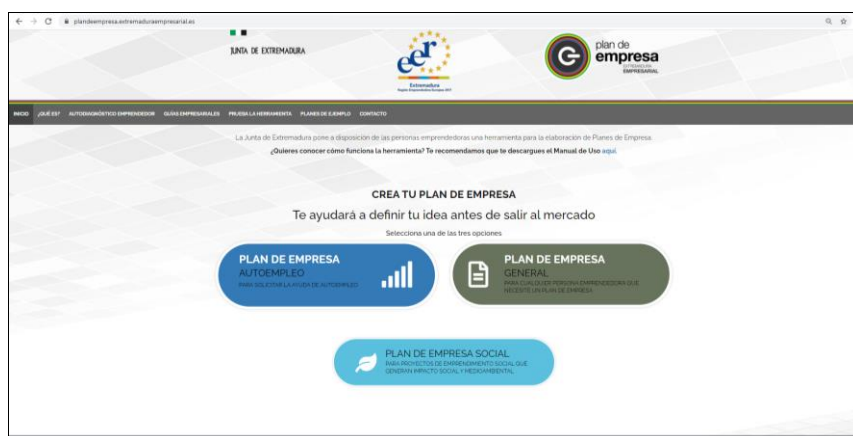 plandeempresa.extremaduraempresarial.es
JUNTA DE EXTREMADURA
eer
Extremadura
plan de
empresa
EXTREMADURA
EMPRESARIAL
INICIO ¿QUÉ ES? AUTODIAGNÓSTICO EMPRENDEDOR GUÍAS EMPRESARIALES PRUEBA LA HERRAMIENTA PLANES DE EJEMPLO CONTACTO
La Junta de Extremadura pone a disposición de las personas emprendedoras una herramienta para la elaboración de Planes de Empresa.
¿Quieres conocer cómo funciona la herramienta? Te recomendamos que te descargues el Manual de Uso aquí.
CREA TU PLAN DE EMPRESA
Te ayudará a definir tu idea antes de salir al mercado
Selecciona una de las tres opciones
PLAN DE EMPRESA
AUTOEMPLEO
PARA SOLICITAR LA AYUDA DE AUTOEMPLEO
PLAN DE EMPRESA
GENERAL
PARA CUALQUIER PERSONA EMPRENDEDORA QUE
NECESITE UN PLAN DE EMPRESA
PLAN DE EMPRESA SOCIAL
PARA PROYECTOS DE EMPRENDIMIENTO SOCIAL QUE
GENERAN IMPACTO SOCIAL Y MEDIOAMBIENTAL